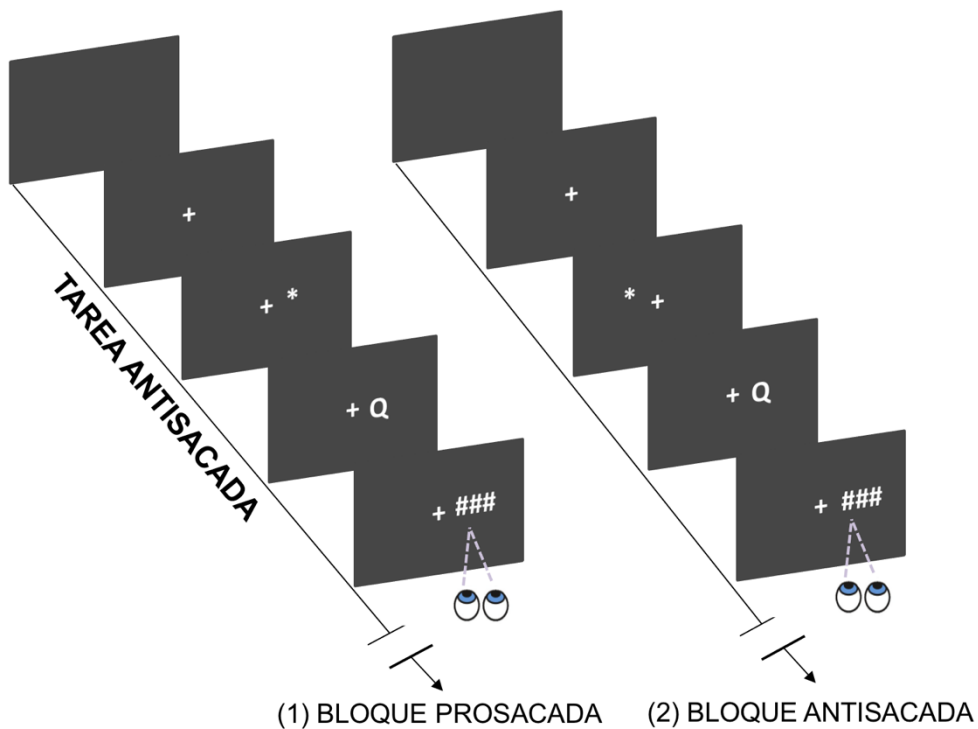 +
+ *
+ Q
+ ###
TAREA ANTISACADA
(1) BLOQUE PROSACADA
+
* +
+ Q
+ ###
(2) BLOQUE ANTISACADA